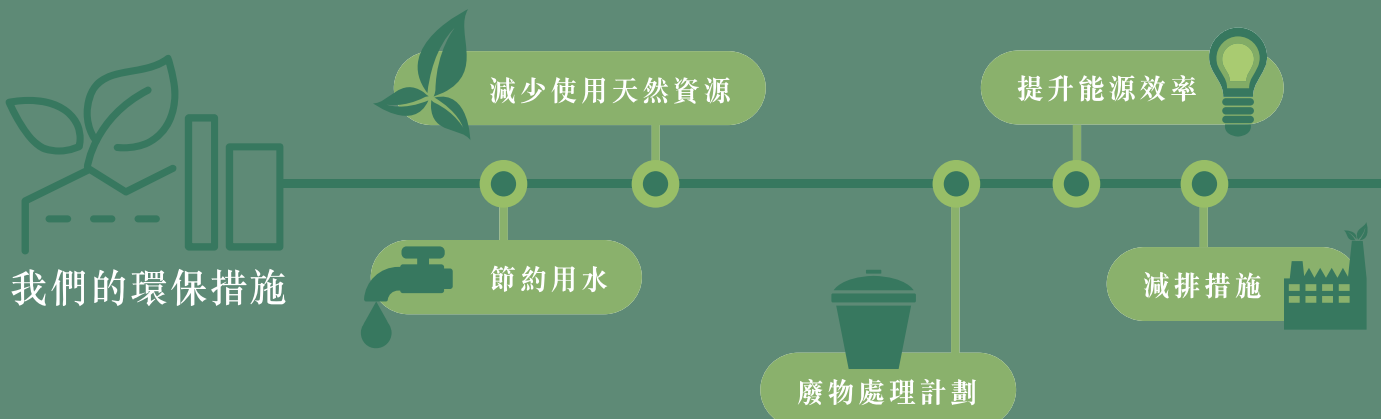 我們的環保措施
節約用水
減少使用天然資源
廢物處理計劃
提升能源效率
減排措施